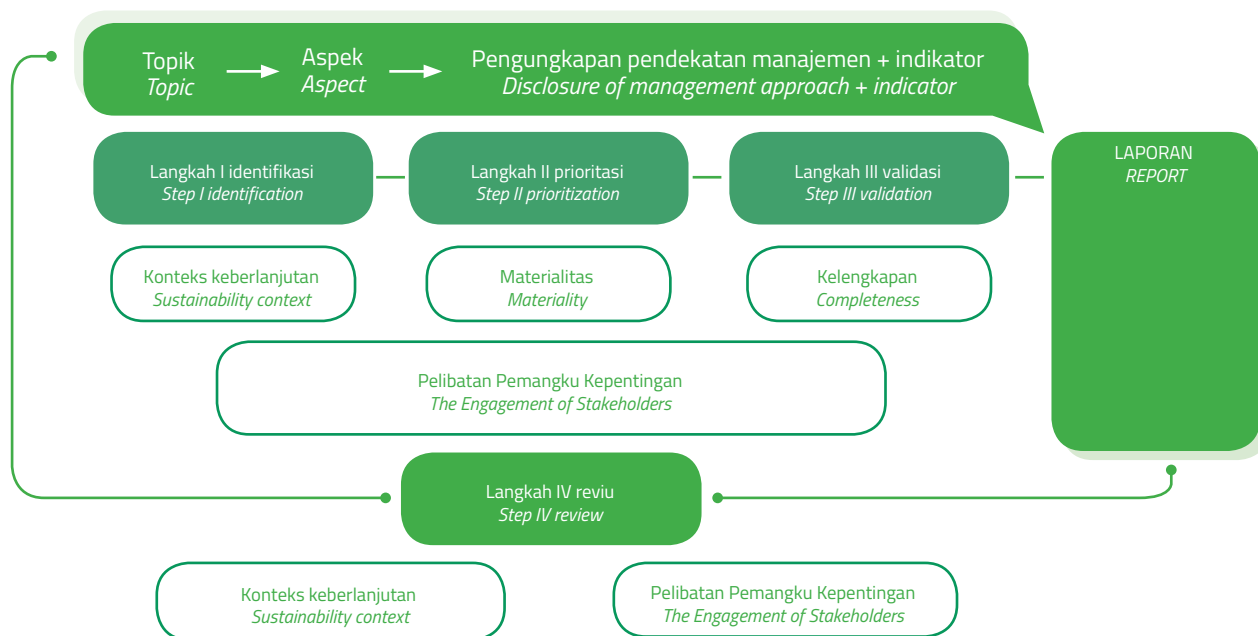 Topik
Topic
Aspek
Aspect
Pengungkapan pendekatan manajemen + indikator
Disclosure of management approach + indicator
Langkah I identifikasi
Step I identification
Langkah II prioritasi
Step II prioritization
Langkah III validasi
Step III validation
LAPORAN
REPORT
Konteks keberlanjutan
Sustainability context
Materialitas
Materiality
Kelengkapan
Completeness
Pelibatan Pemangku Kepentingan
The Engagement of Stakeholders
Langkah IV reviu
Step IV review
Konteks keberlanjutan
Sustainability context
Pelibatan Pemangku Kepentingan
The Engagement of Stakeholders